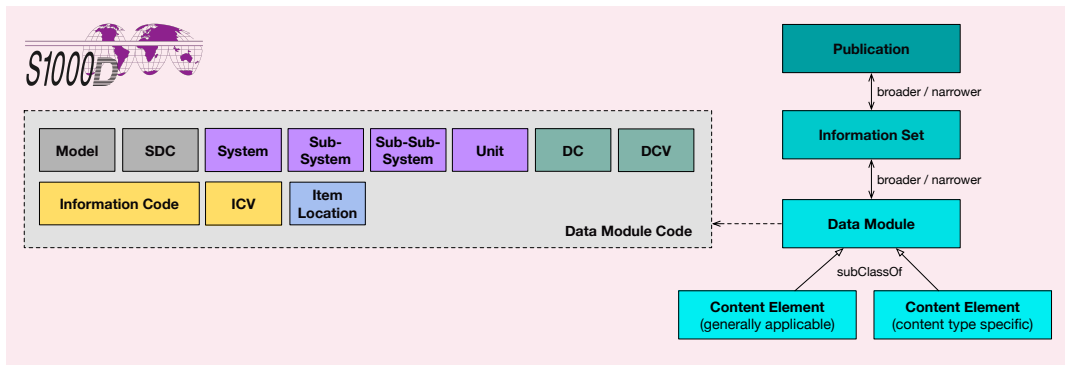 S1000D
Publication
broader / narrower
Information Set
broader / narrower
Data Module
subClassOf
Content Element
(generally applicable)
Content Element
(content type specific)
Model
SDC
System
Sub-
System
Sub-Sub-
System
Unit
DC
DCV
Information Code
ICV
Item
Location
Data Module Code